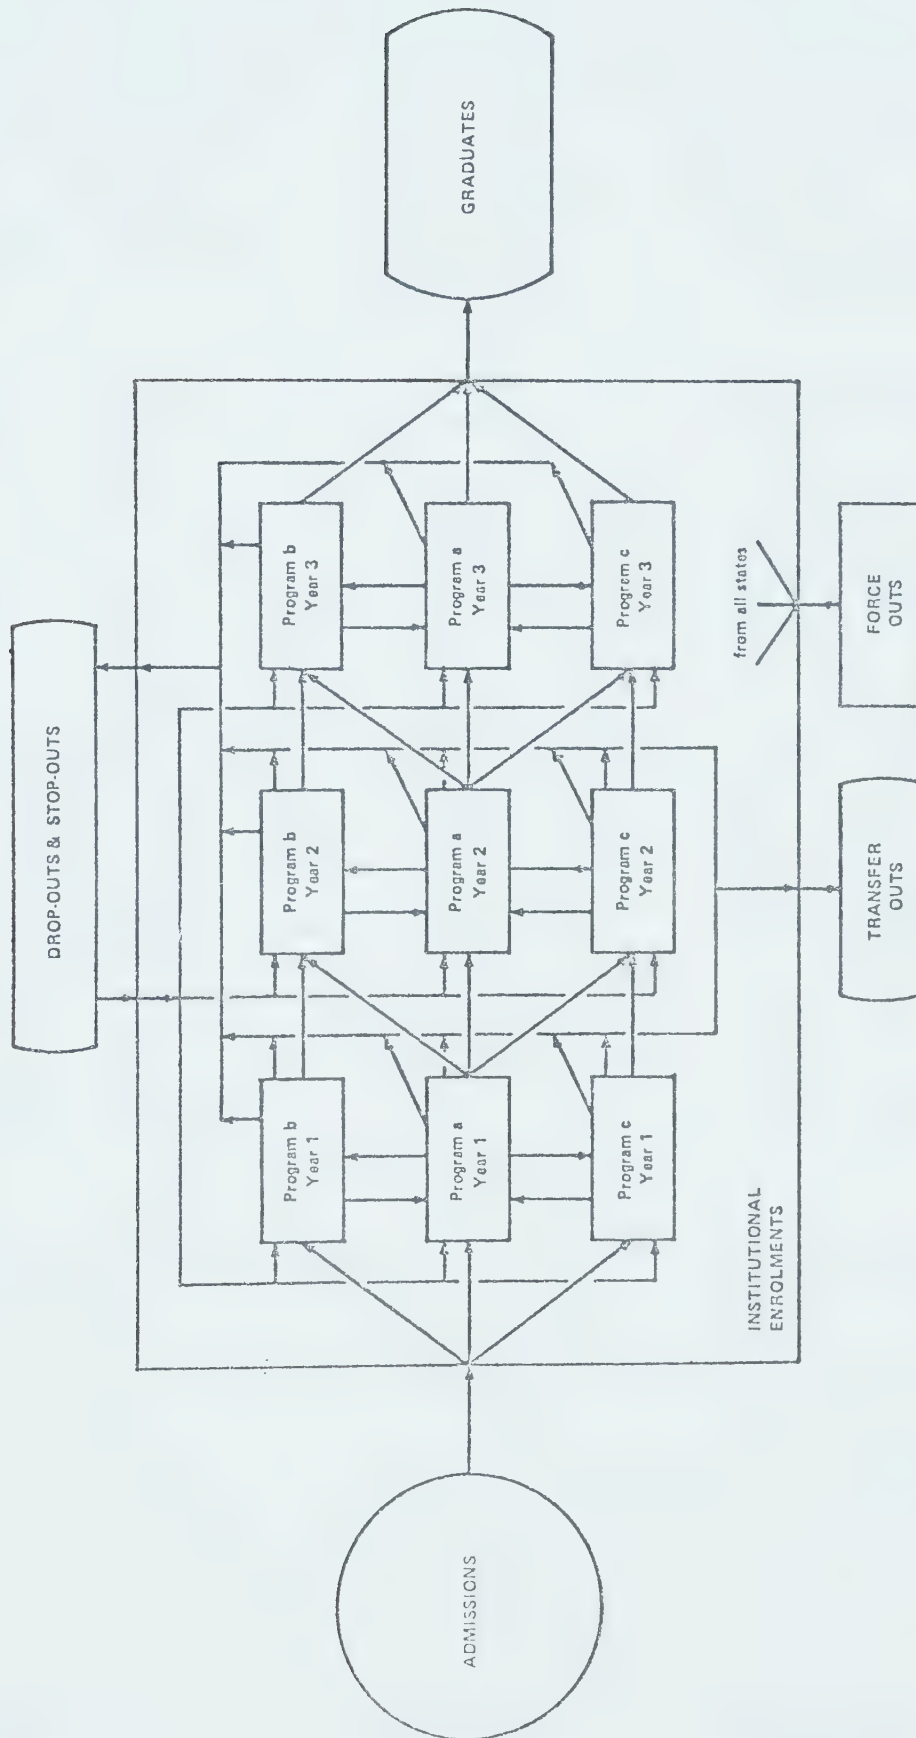 DROP-OUTS & STOP-OUTS
ADMISSIONS
Program b
Year 1
Program b
Year 2
Program b
Year 3
Program a
Year 1
Program a
Year 2
Program a
Year 3
Program c
Year 1
Program c
Year 2
Program c
Year 3
GRADUATES
INSTITUTIONAL
ENROLMENTS
from all states
TRANSFER
OUTS
FORCE
OUTS